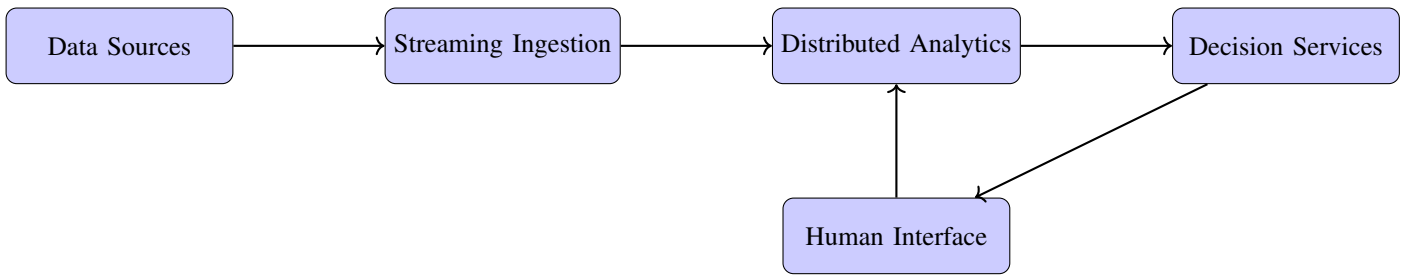 Data Sources
Streaming Ingestion
Distributed Analytics
Decision Services
Human Interface